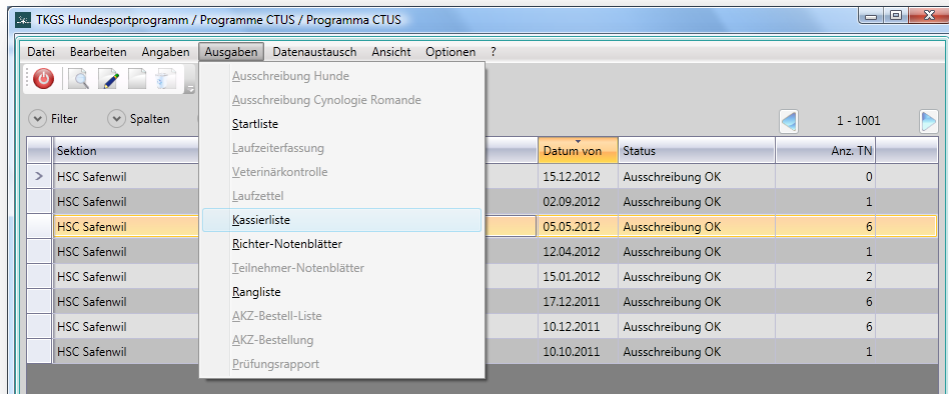 TKGS Hundesportprogramm / Programme CTUS / Programma CTUS
Datei Bearbeiten Angaben Ausgaben Datenaustausch Ansicht Optionen ?
Ausschreibung Hunde
Ausschreibung Cynologie Romande
Startliste
Laufzeiterfassung
Veterinärkontrolle
Laufzettel
Kassierliste
Richter-Notenblätter
Teilnehmer-Notenblätter
Rangliste
AKZ-Bestell-Liste
AKZ-Bestellung
Prüfungsrapport
Filter Spalten 1 - 1001
Sektion Datum von Status Anz. TN
> HSC Safenwil 15.12.2012 Ausschreibung OK 0
HSC Safenwil 02.09.2012 Ausschreibung OK 1
HSC Safenwil 05.05.2012 Ausschreibung OK 6
HSC Safenwil 12.04.2012 Ausschreibung OK 1
HSC Safenwil 15.01.2012 Ausschreibung OK 2
HSC Safenwil 17.12.2011 Ausschreibung OK 6
HSC Safenwil 10.12.2011 Ausschreibung OK 6
HSC Safenwil 10.10.2011 Ausschreibung OK 1